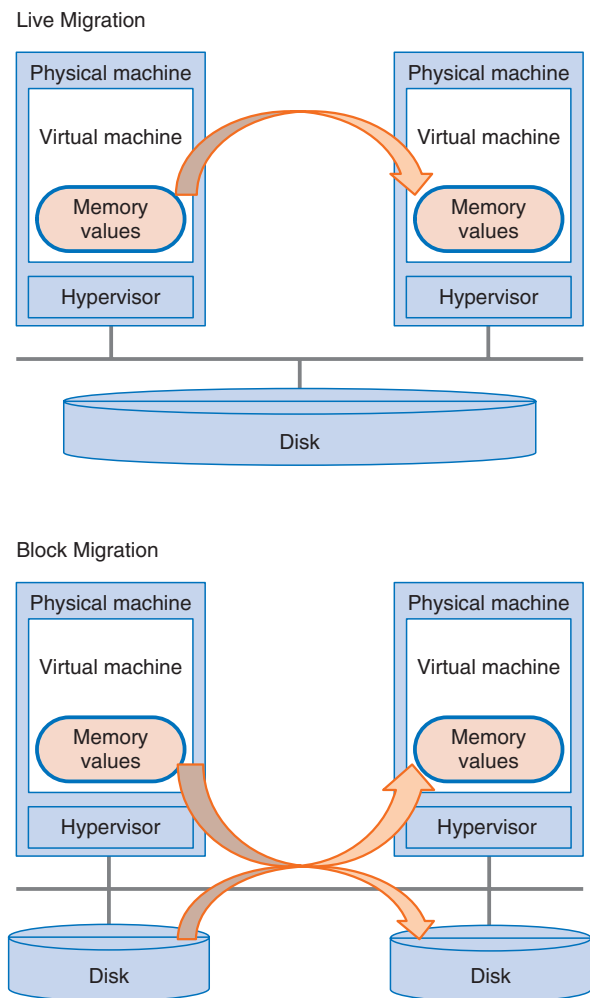 Live Migration
Physical machine
Virtual machine
Memory
values
Hypervisor
Physical machine
Virtual machine
Memory
values
Hypervisor
Disk
Block Migration
Physical machine
Virtual machine
Memory
values
Hypervisor
Physical machine
Virtual machine
Memory
values
Hypervisor
Disk
Disk